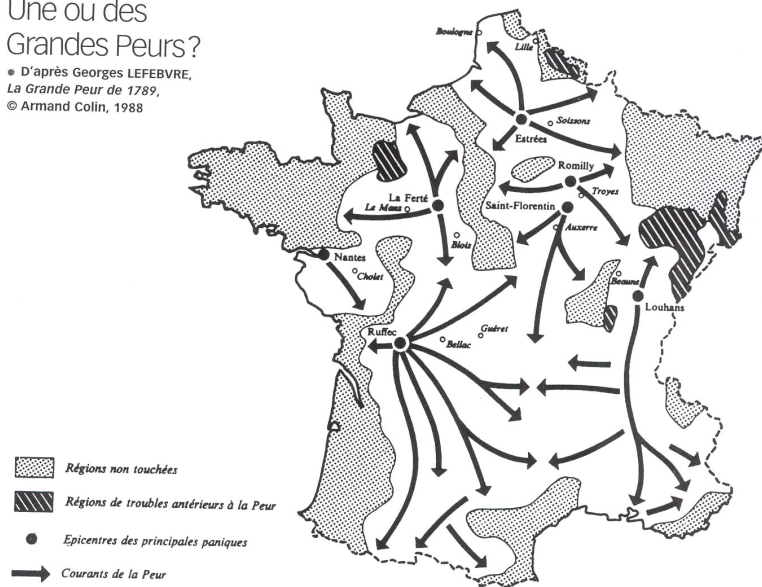 Une ou des
Grandes Peurs?
• D'après Georges LEFEBVRE,
La Grande Peur de 1789,
© Armand Colin, 1988
Boulogne
Lille
Soissons
Estrées
Romilly
Troyes
La Ferté
Le Mans
Saint-Florentin
Auxerre
Blois
Nantes
Cholet
Beaune
Louhans
Ruffec
Bellac
Guéret
Régions non touchées
Régions de troubles antérieurs à la Peur
Epicentres des principales paniques
Courants de la Peur